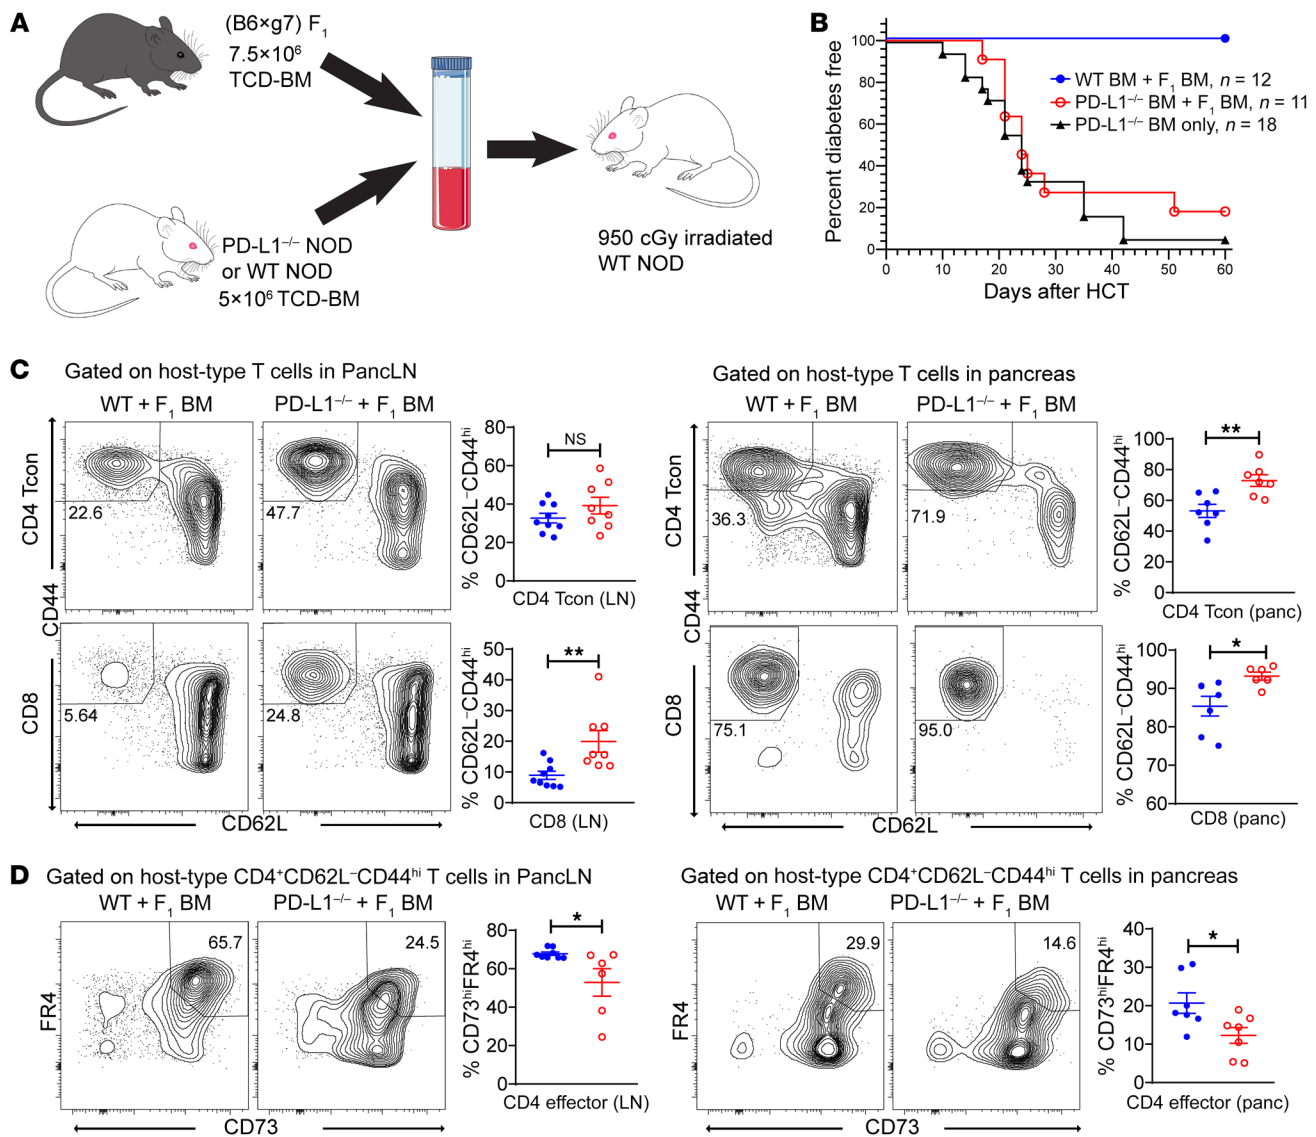 A
(B6×g7) F1
7.5×10⁶
TCD-BM
PD-L1–/– NOD
or WT NOD
5×10⁶ TCD-BM
950 cGy irradiated
WT NOD
B
Percent diabetes free
100
80
60
40
20
0
0 10 20 30 40 50 60
Days after HCT
WT BM + F1 BM, n = 12
PD-L1–/– BM + F1 BM, n = 11
PD-L1–/– BM only, n = 18
C
Gated on host-type T cells in PancLN
WT + F1 BM PD-L1–/– + F1 BM
CD4 Tcon
22.6
47.7
% CD62L–CD44hi
80
60
40
20
0
NS
CD4 Tcon (LN)
CD44
CD8
5.64
24.8
% CD62L–CD44hi
50
40
30
20
10
0
**
CD8 (LN)
CD62L
Gated on host-type T cells in pancreas
WT + F1 BM PD-L1–/– + F1 BM
CD4 Tcon
36.3
71.9
% CD62L–CD44hi
100
80
60
40
20
0
**
CD4 Tcon (panc)
CD44
CD8
75.1
95.0
% CD62L–CD44hi
100
90
80
70
60
*
CD8 (panc)
CD62L
D
Gated on host-type CD4+CD62L–CD44hi T cells in PancLN
WT + F1 BM PD-L1–/– + F1 BM
FR4
65.7
24.5
% CD73hiFR4hi
80
60
40
20
0
*
CD4 effector (LN)
CD73
Gated on host-type CD4+CD62L–CD44hi T cells in pancreas
WT + F1 BM PD-L1–/– + F1 BM
FR4
29.9
14.6
% CD73hiFR4hi
40
30
20
10
0
*
CD4 effector (panc)
CD73